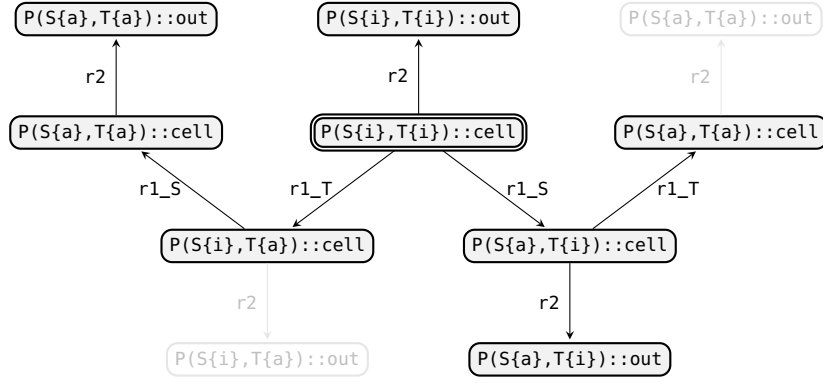 P(S{a},T{a})::out
P(S{i},T{i})::out
P(S{a},T{a})::out
r2
r2
r2
P(S{a},T{a})::cell
P(S{i},T{i})::cell
P(S{a},T{a})::cell
r1_S
r1_T
r1_S
r1_T
P(S{i},T{a})::cell
P(S{a},T{i})::cell
r2
r2
P(S{i},T{a})::out
P(S{a},T{i})::out